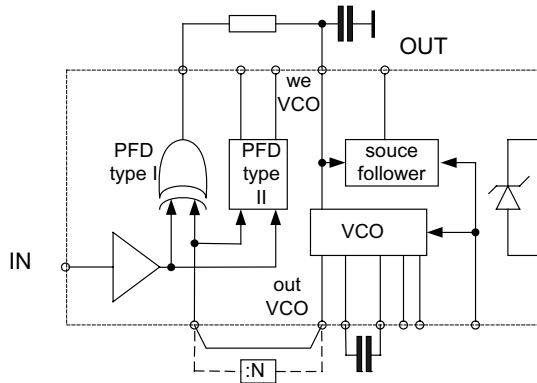 OUT
we
VCO
PFD
type I
PFD
type
II
souce
follower
VCO
IN
out
VCO
:N